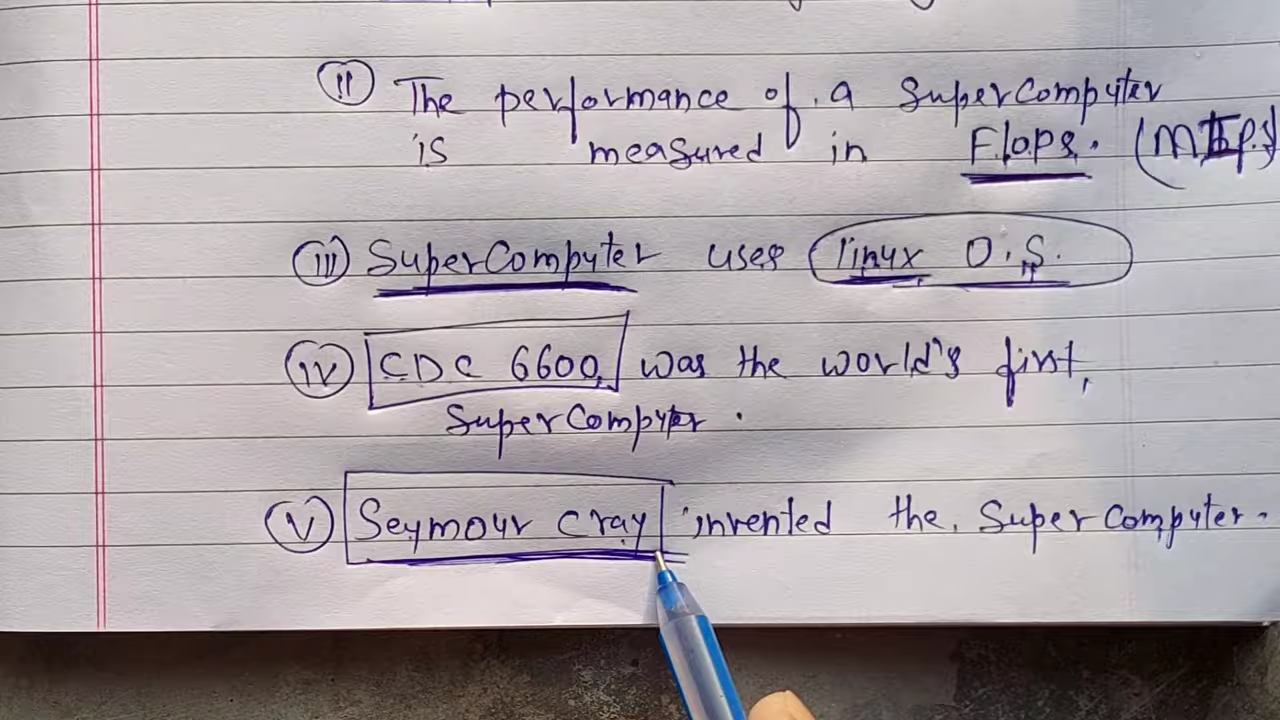 (ii) The performance of a SuperComputer
is measured in Flops. (MIPS)
(iii) SuperComputer uses linux O.S.
(iv) CDC 6600 was the world's first,
SuperComputer.
(v) Seymour Cray invented the SuperComputer.